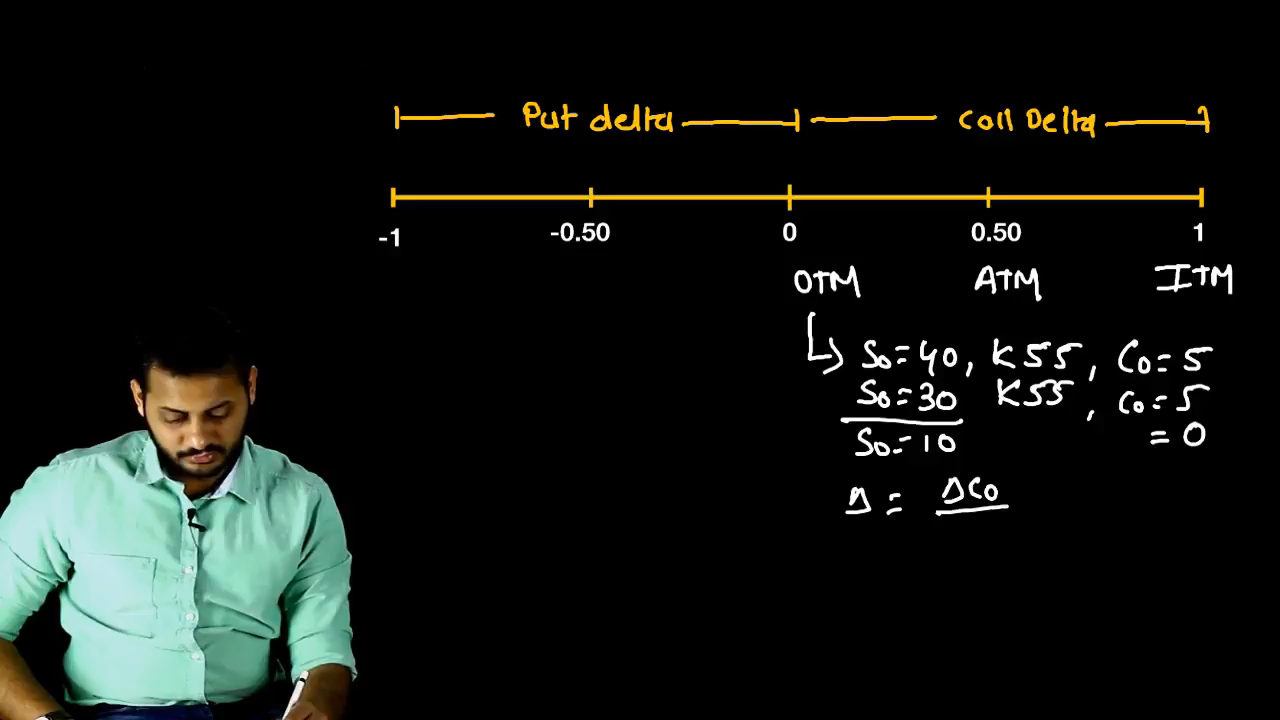 Put delta Call Delta
-1 -0.50 0 0.50 1
OTM ATM ITM
S0=40, K55, C0=5
S0=30 K55, C0=5
S0=10 =0
Δ = ΔC0